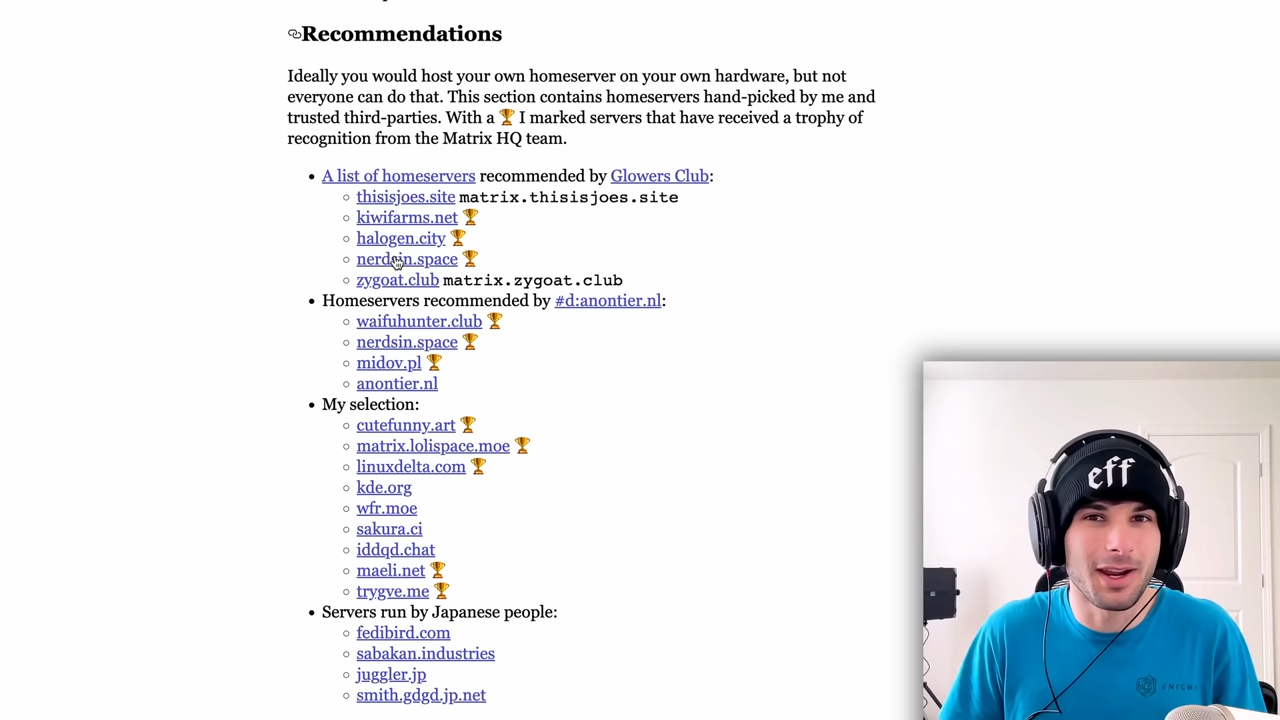 Recommendations
Ideally you would host your own homeserver on your own hardware, but not
everyone can do that. This section contains homeservers hand-picked by me and
trusted third-parties. With a 🏆 I marked servers that have received a trophy of
recognition from the Matrix HQ team.
• A list of homeservers recommended by Glowers Club:
◦ thisisjoes.site matrix.thisisjoes.site
◦ kiwifarms.net 🏆
◦ halogen.city 🏆
◦ nerdsin.space 🏆
◦ zygoat.club matrix.zygoat.club
• Homeservers recommended by #d:anontier.nl:
◦ waifuhunter.club 🏆
◦ nerdsin.space 🏆
◦ midov.pl 🏆
◦ anontier.nl
• My selection:
◦ cutefunny.art 🏆
◦ matrix.lolispace.moe 🏆
◦ linuxdelta.com 🏆
◦ kde.org
◦ wfr.moe
◦ sakura.ci
◦ iddqd.chat
◦ maeli.net 🏆
◦ trygve.me 🏆
• Servers run by Japanese people:
◦ fedibird.com
◦ sabakan.industries
◦ juggler.jp
◦ smith.gdgd.jp.net
eff